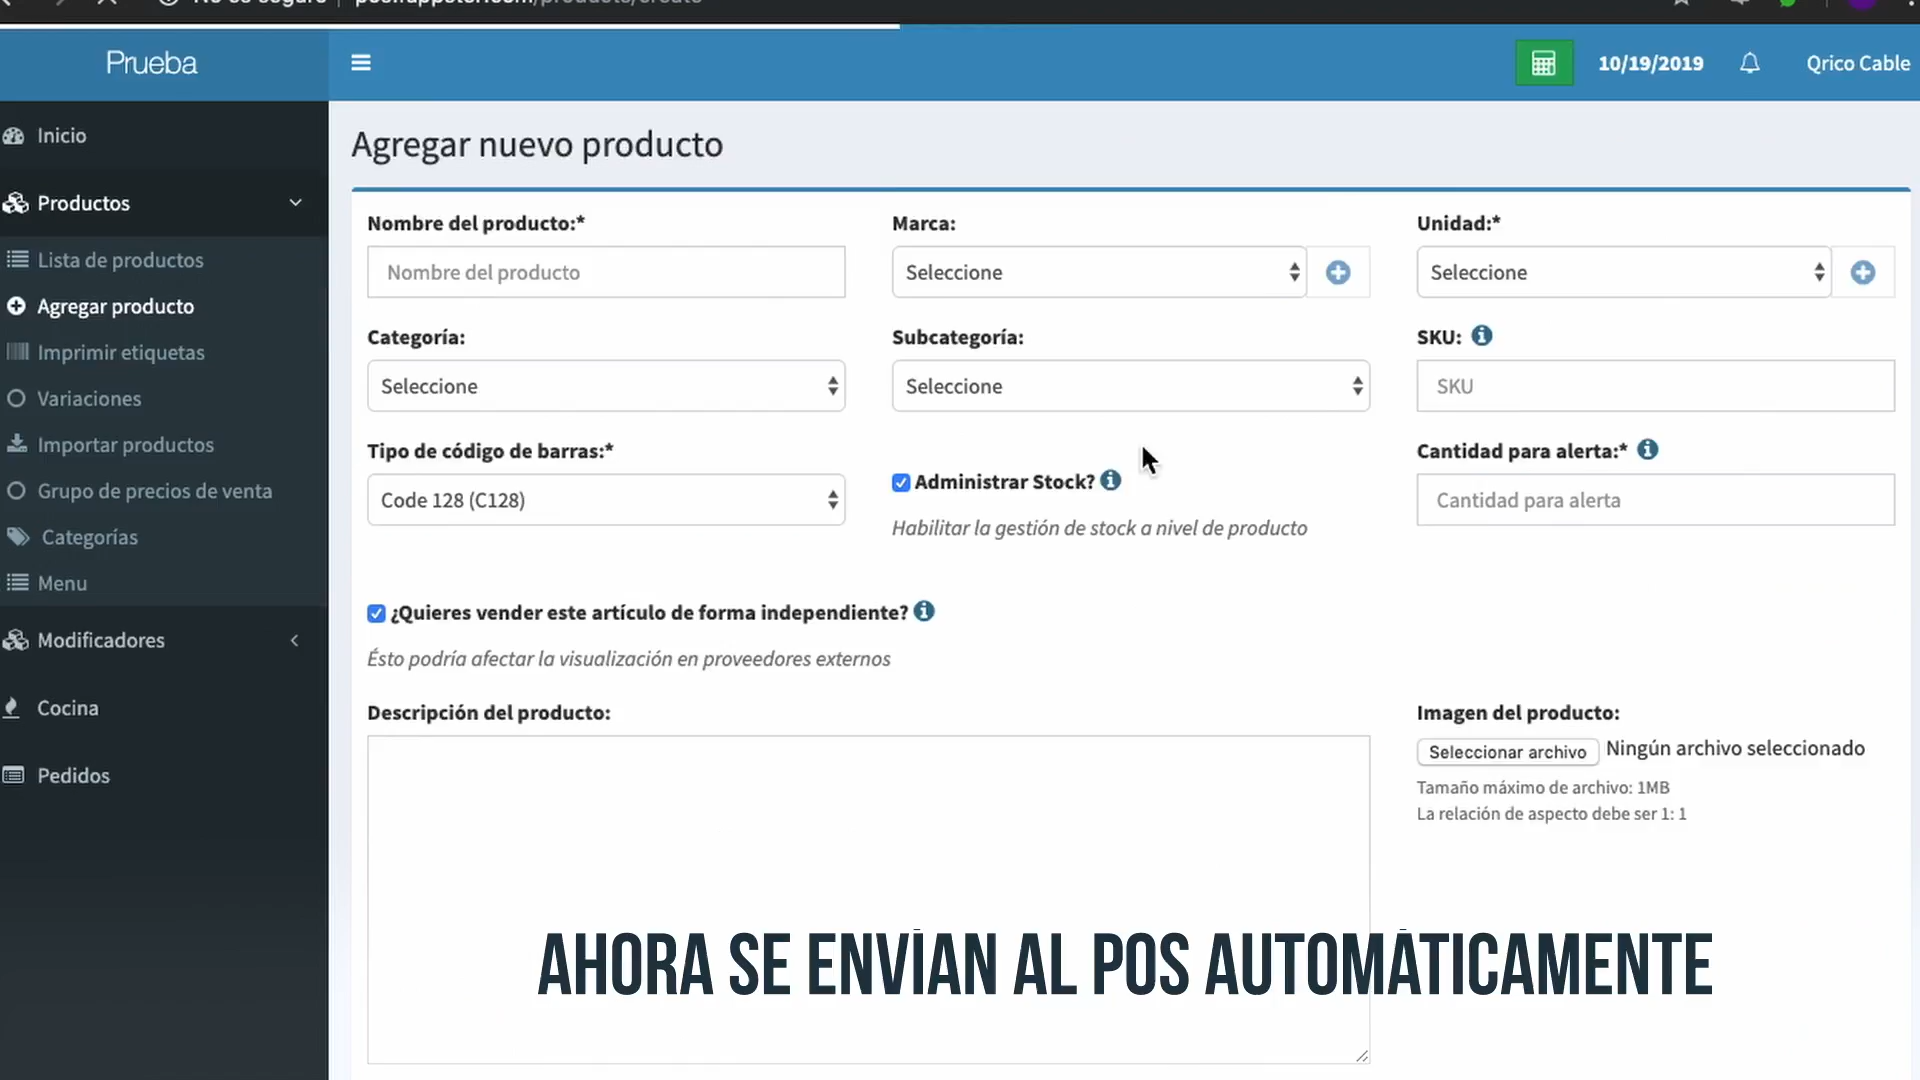 Prueba
10/19/2019
Qrico Cable
Inicio
Productos
Lista de productos
Agregar producto
Imprimir etiquetas
Variaciones
Importar productos
Grupo de precios de venta
Categorías
Menu
Modificadores
Cocina
Pedidos
Agregar nuevo producto
Nombre del producto:*
Marca:
Unidad:*
Nombre del producto
Seleccione
Seleccione
Categoría:
Subcategoría:
SKU:
Seleccione
Seleccione
SKU
Tipo de código de barras:*
Administrar Stock?
Cantidad para alerta:*
Code 128 (C128)
Cantidad para alerta
Habilitar la gestión de stock a nivel de producto
¿Quieres vender este artículo de forma independiente?
Ésto podría afectar la visualización en proveedores externos
Descripción del producto:
Imagen del producto:
Seleccionar archivo Ningún archivo seleccionado
Tamaño máximo de archivo: 1MB
La relación de aspecto debe ser 1: 1
AHORA SE ENVÍAN AL POS AUTOMÁTICAMENTE